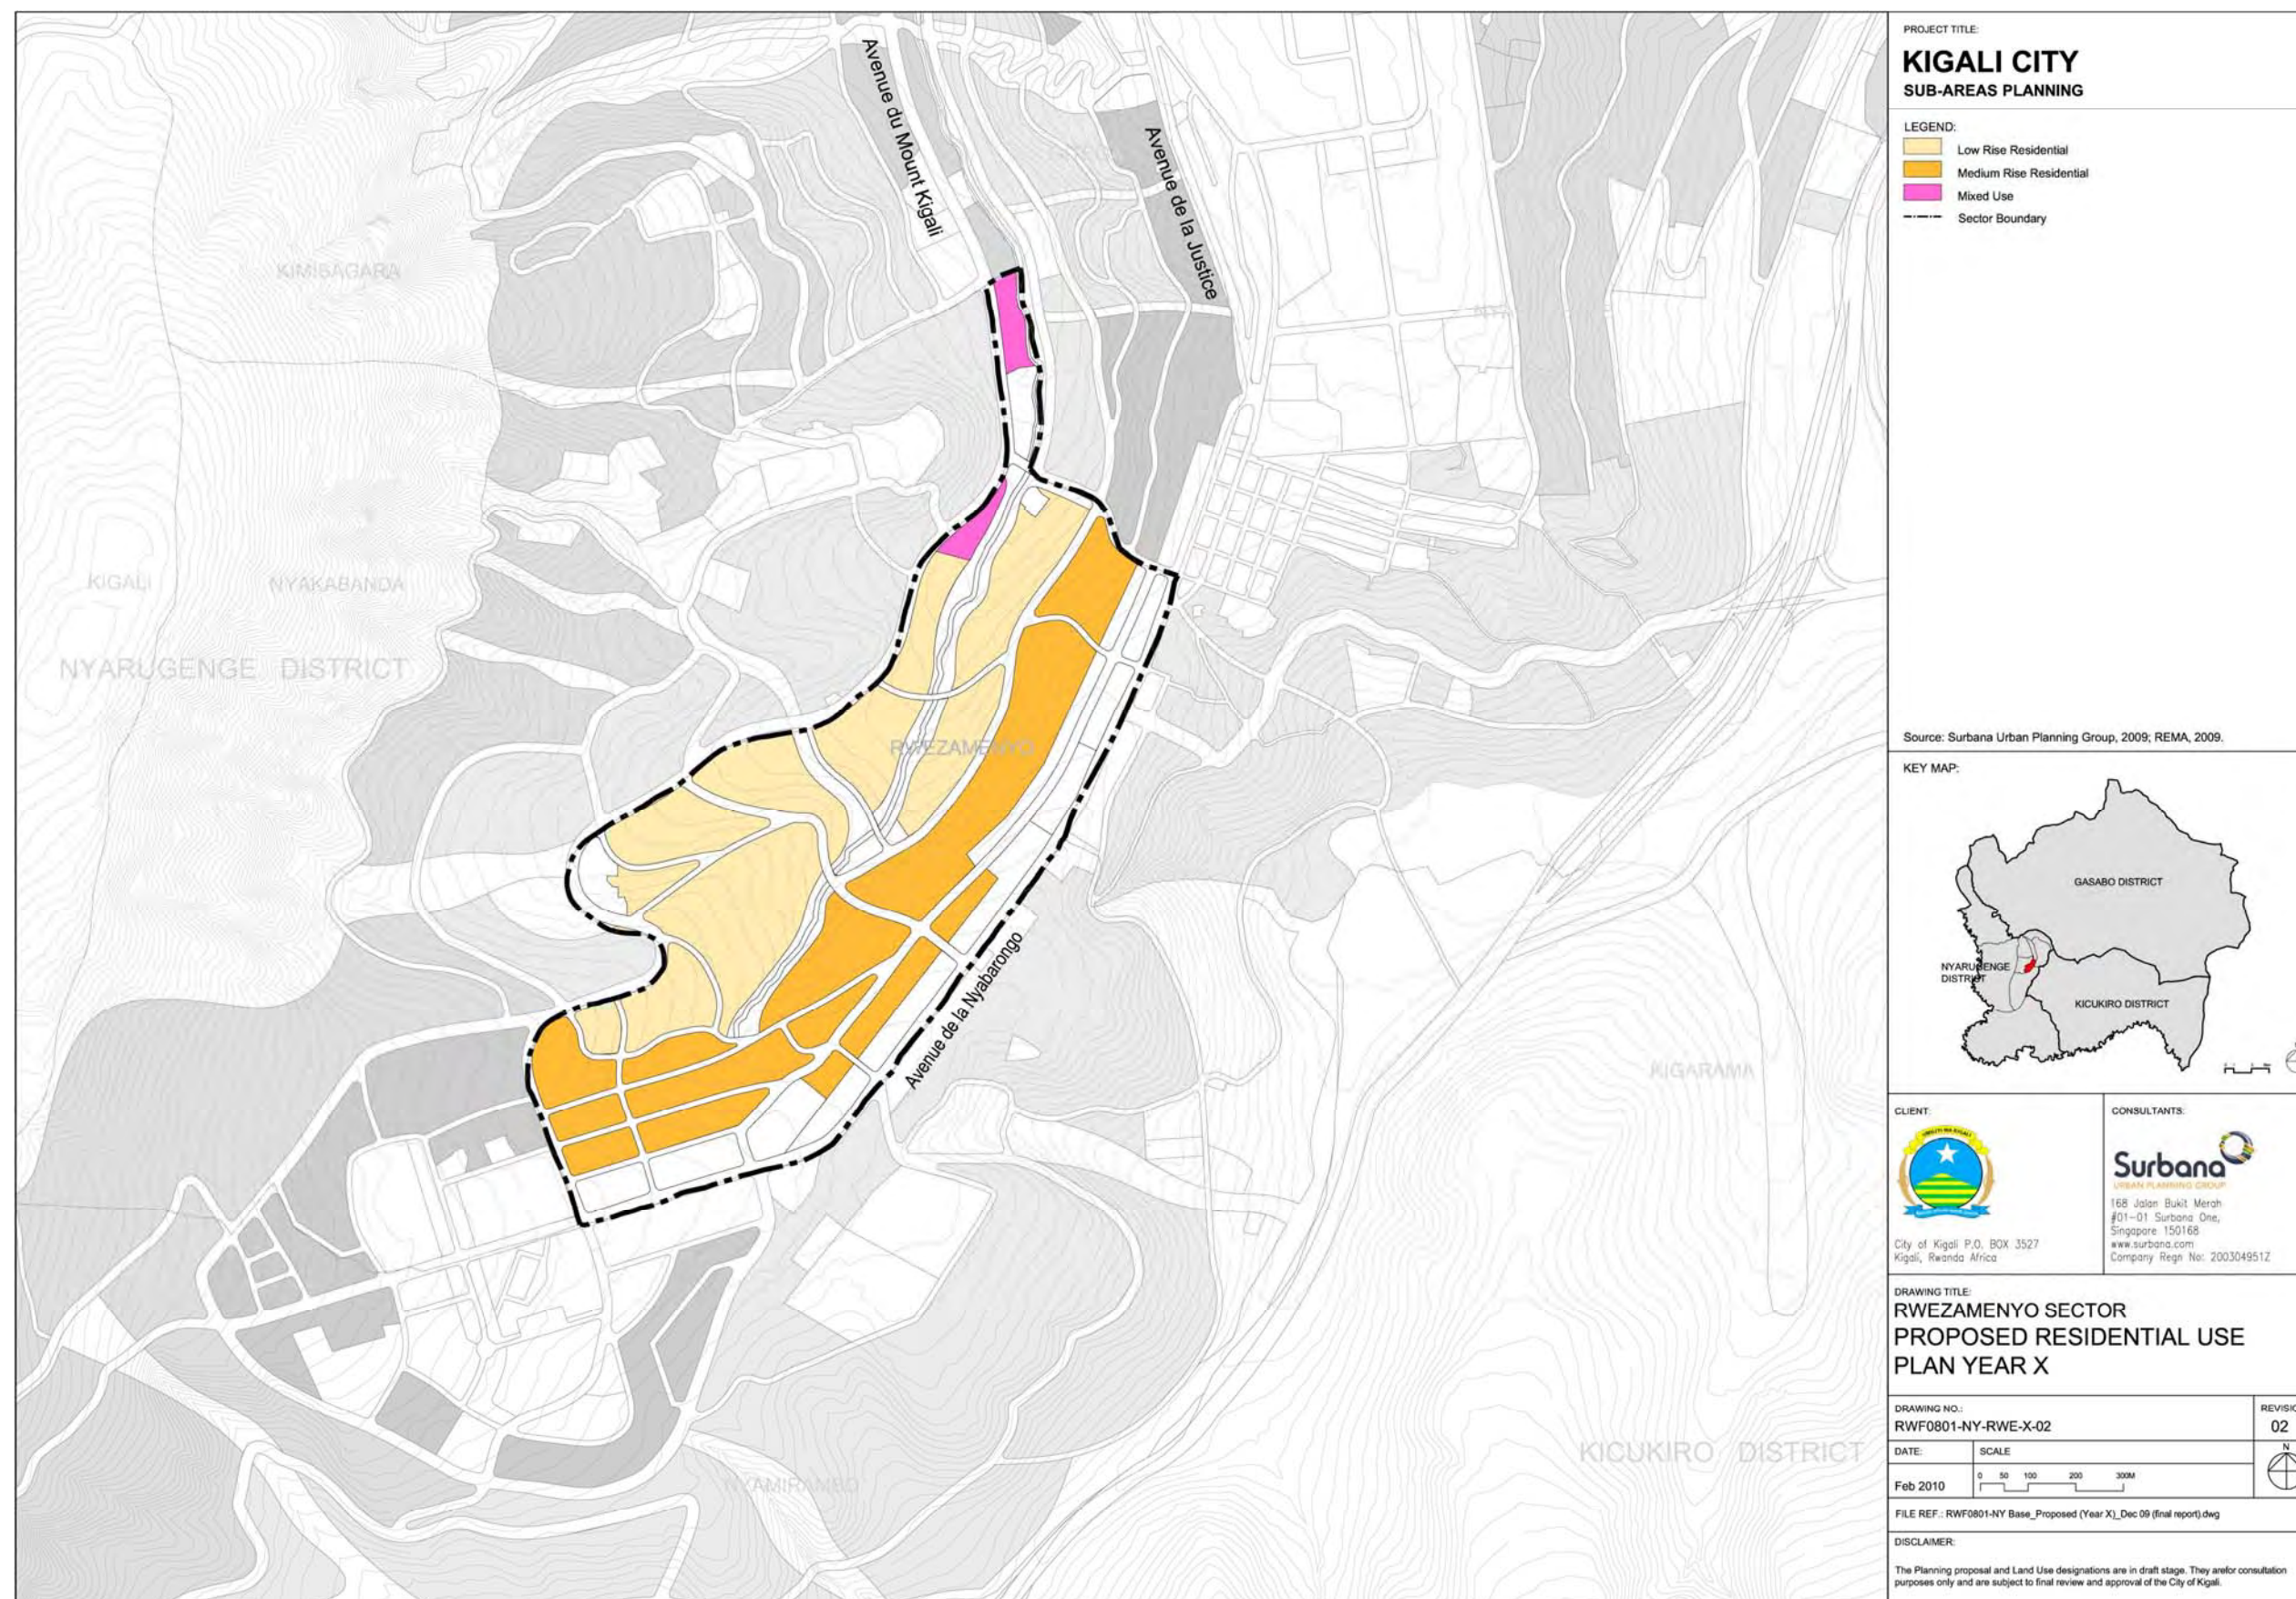 Avenue du Mount Kigali
Avenue de la Justice
KIMISAGARA
KIGALI
NYAKABANDA
NYARUGENGE DISTRICT
RWEZAMENYO
Avenue de la Nyabarongo
KIGARAMA
KICUKIRO DISTRICT
NYAMIRAMBO
PROJECT TITLE:
KIGALI CITY
SUB-AREAS PLANNING
LEGEND:
Low Rise Residential
Medium Rise Residential
Mixed Use
Sector Boundary
Source: Surbana Urban Planning Group, 2009; REMA, 2009.
KEY MAP:
GASABO DISTRICT
NYARUGENGE
DISTRICT
KICUKIRO DISTRICT
CLIENT:
City of Kigali P.O. BOX 3527
Kigali, Rwanda Africa
CONSULTANTS:
Surbana
URBAN PLANNING GROUP
168 Jalan Bukit Merah
#01-01 Surbana One,
Singapore 150168
www.surbana.com
Company Regn No: 200304951Z
DRAWING TITLE:
RWEZAMENYO SECTOR
PROPOSED RESIDENTIAL USE
PLAN YEAR X
DRAWING NO.:
RWF0801-NY-RWE-X-02
REVISIO
02
DATE:
Feb 2010
SCALE
0 50 100 200 300M
N
FILE REF.: RWF0801-NY Base_Proposed (Year X)_Dec 09 (final report).dwg
DISCLAIMER:
The Planning proposal and Land Use designations are in draft stage. They arefor consultation
purposes only and are subject to final review and approval of the City of Kigali.